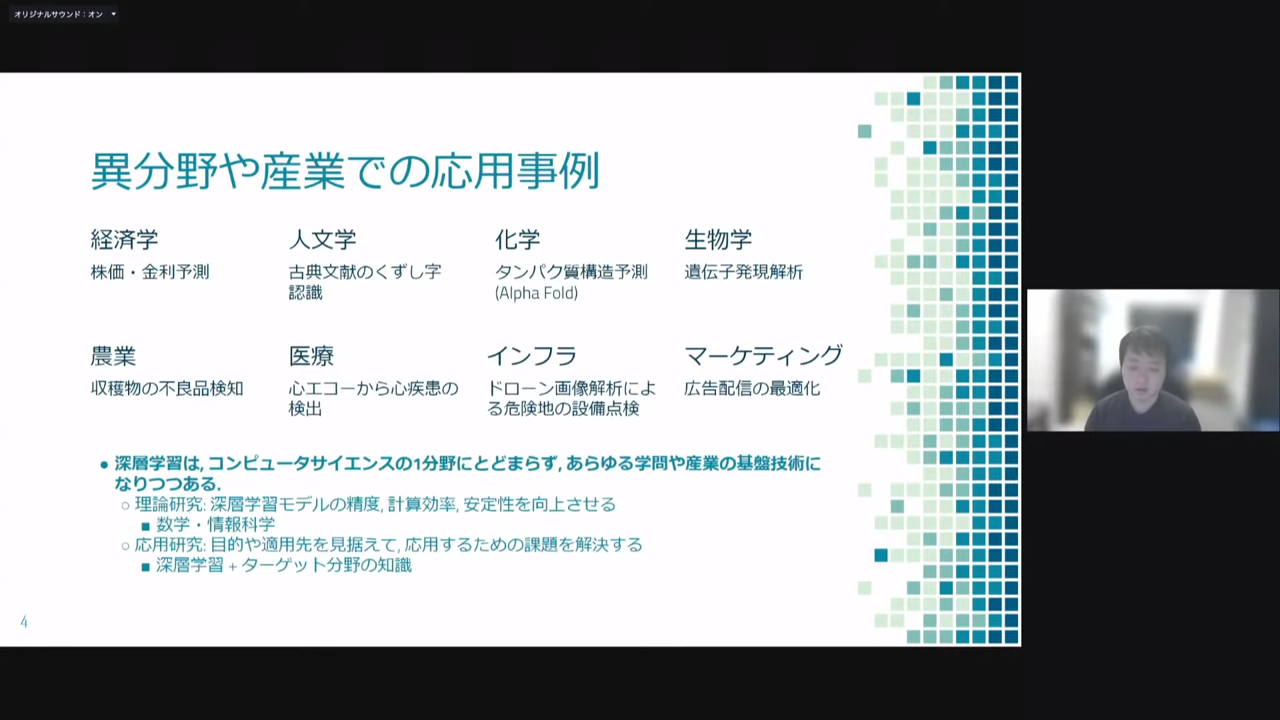 オリジナルサウンド：オン
異分野や産業での応用事例
経済学
株価・金利予測
人文学
古典文献のくずし字
認識
化学
タンパク質構造予測
(Alpha Fold)
生物学
遺伝子発現解析
農業
収穫物の不良品検知
医療
心エコーから心疾患の
検出
インフラ
ドローン画像解析によ
る危険地の設備点検
マーケティング
広告配信の最適化
● 深層学習は, コンピュータサイエンスの1分野にとどまらず, あらゆる学問や産業の基盤技術に
なりつつある.
○ 理論研究: 深層学習モデルの精度, 計算効率, 安定性を向上させる
■ 数学・情報科学
○ 応用研究: 目的や適用先を見据えて, 応用するための課題を解決する
■ 深層学習 + ターゲット分野の知識
4